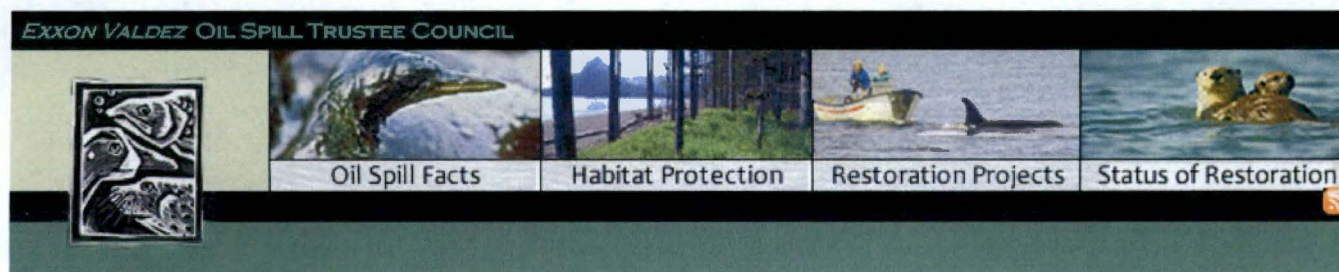 EXXON VALDEZ OIL SPILL TRUSTEE COUNCIL
Oil Spill Facts
Habitat Protection
Restoration Projects
Status of Restoration